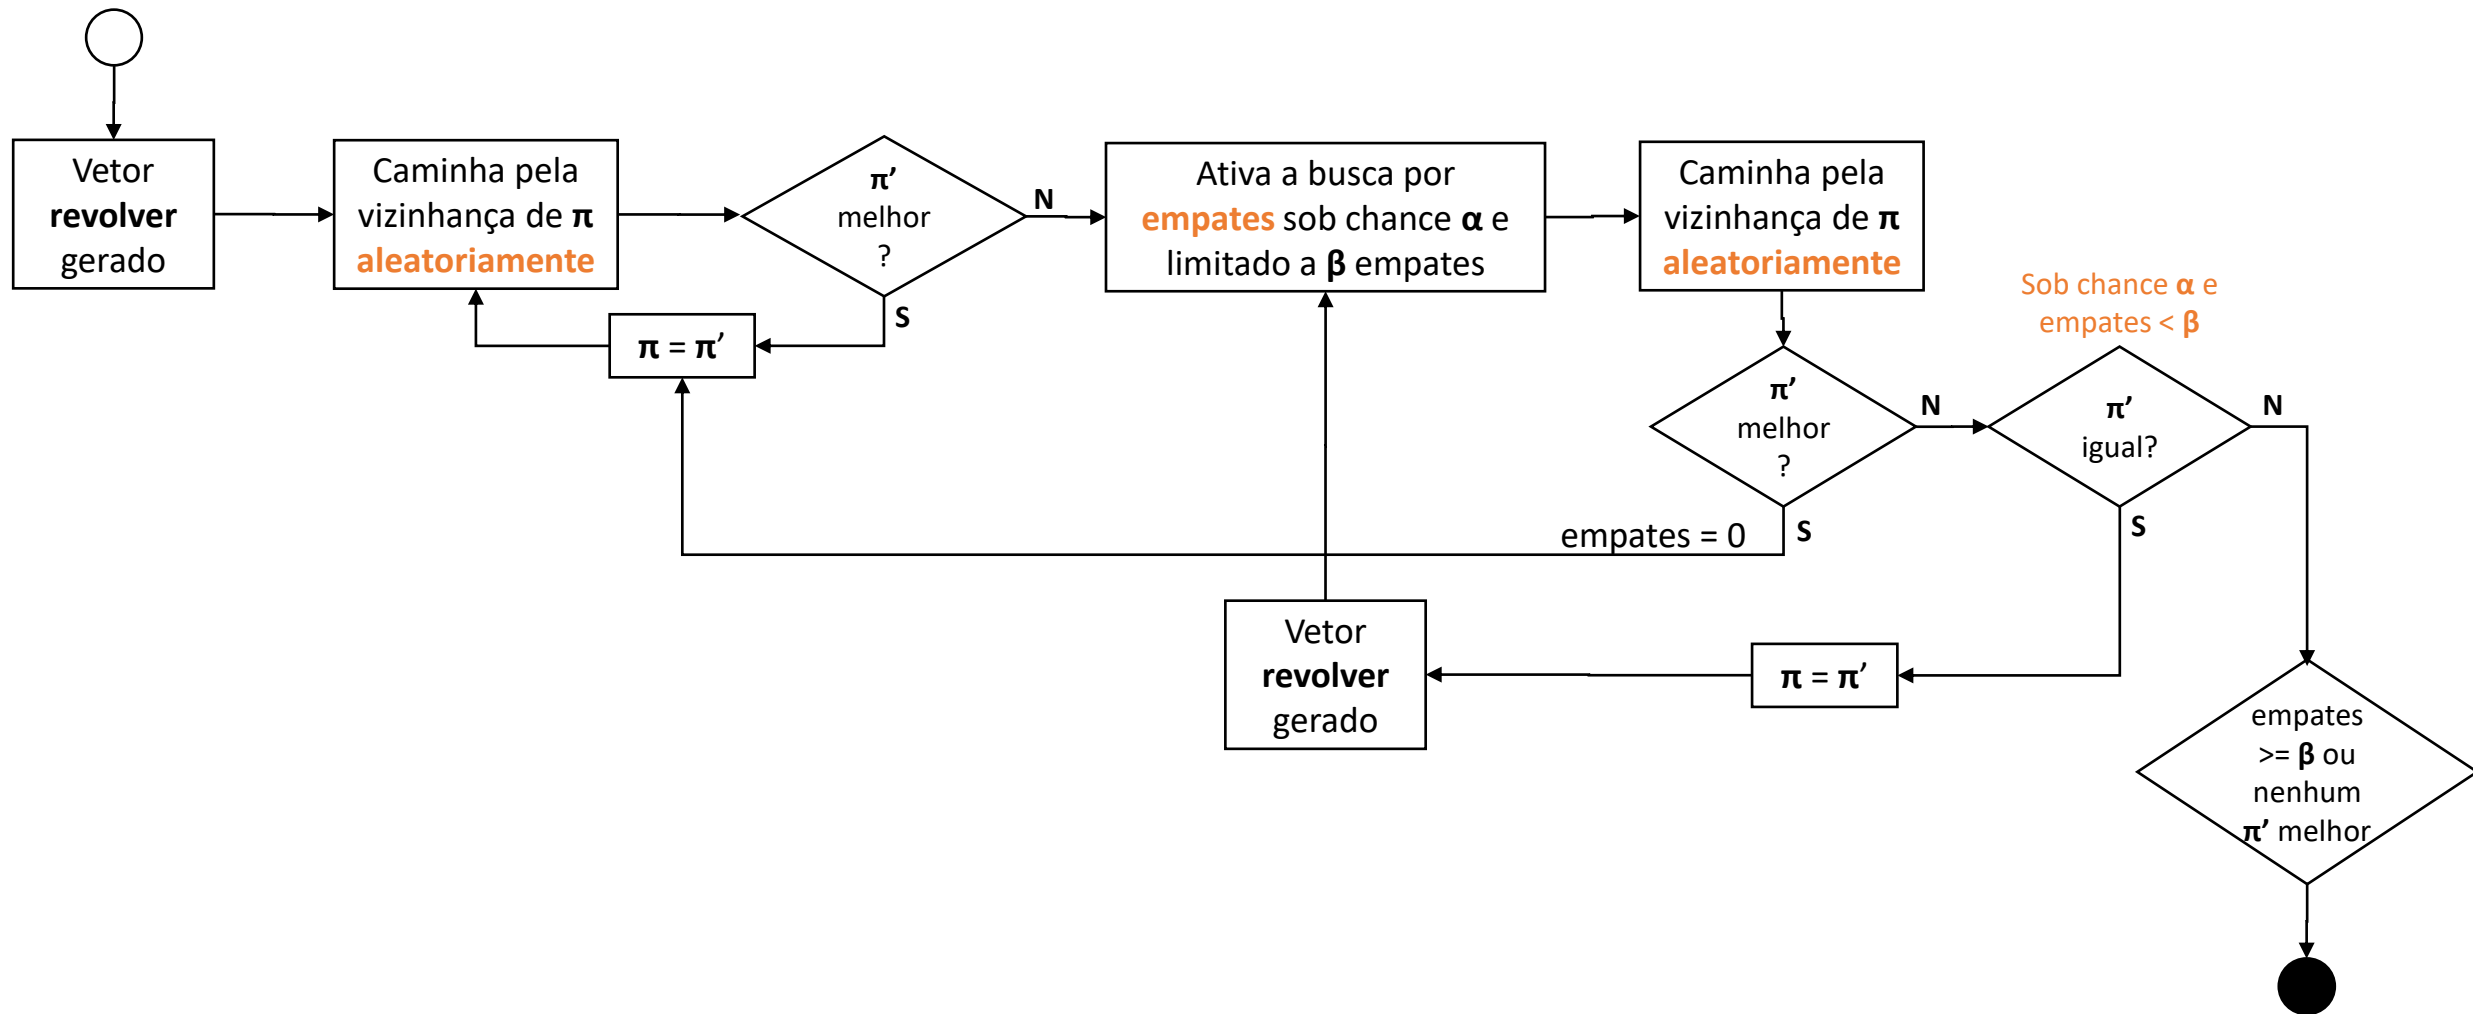 Vetor
revolver
gerado
Caminha pela
vizinhança de π
aleatoriamente
π’
melhor
?
N
S
π = π’
Ativa a busca por
empates sob chance α e
limitado a β empates
Caminha pela
vizinhança de π
aleatoriamente
Sob chance α e
empates < β
π’
melhor
?
N
S
empates = 0
π’
igual?
N
S
π = π’
Vetor
revolver
gerado
empates
>= β ou
nenhum
π’ melhor